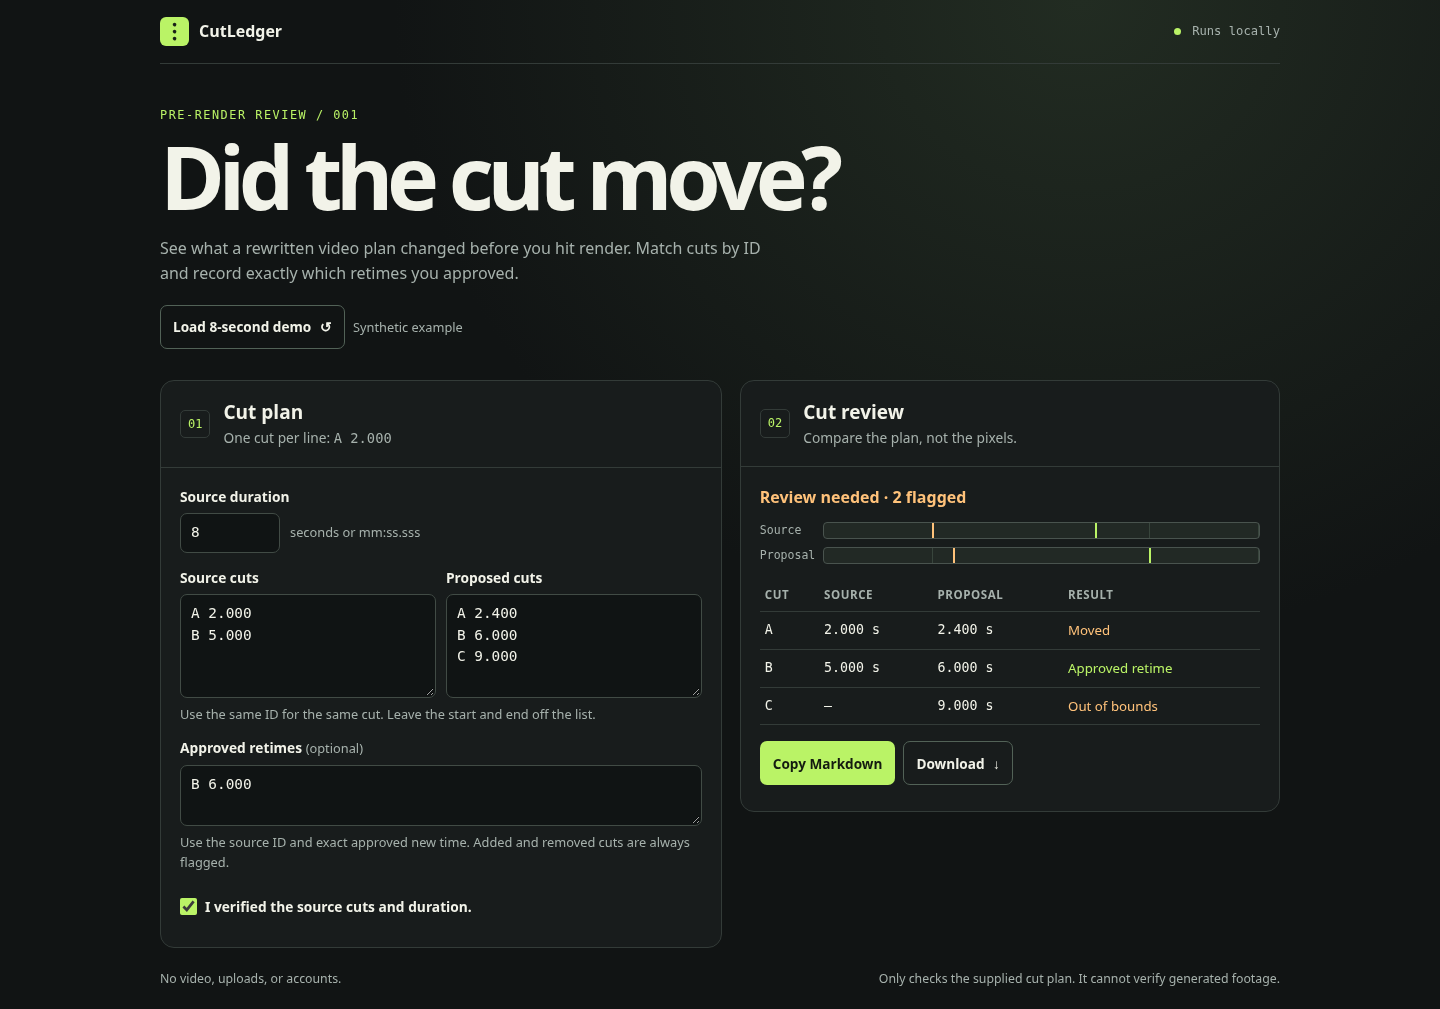 CutLedger
Runs locally
PRE-RENDER REVIEW / 001
Did the cut move?
See what a rewritten video plan changed before you hit render. Match cuts by ID
and record exactly which retimes you approved.
Load 8-second demo ↺
Synthetic example
01
Cut plan
One cut per line: A 2.000
Source duration
8
seconds or mm:ss.sss
Source cuts
A 2.000
B 5.000
Proposed cuts
A 2.400
B 6.000
C 9.000
Use the same ID for the same cut. Leave the start and end off the list.
Approved retimes (optional)
B 6.000
Use the source ID and exact approved new time. Added and removed cuts are always
flagged.
I verified the source cuts and duration.
02
Cut review
Compare the plan, not the pixels.
Review needed · 2 flagged
Source
Proposal
CUT SOURCE PROPOSAL RESULT
A 2.000 s 2.400 s Moved
B 5.000 s 6.000 s Approved retime
C — 9.000 s Out of bounds
Copy Markdown
Download ↓
No video, uploads, or accounts.
Only checks the supplied cut plan. It cannot verify generated footage.